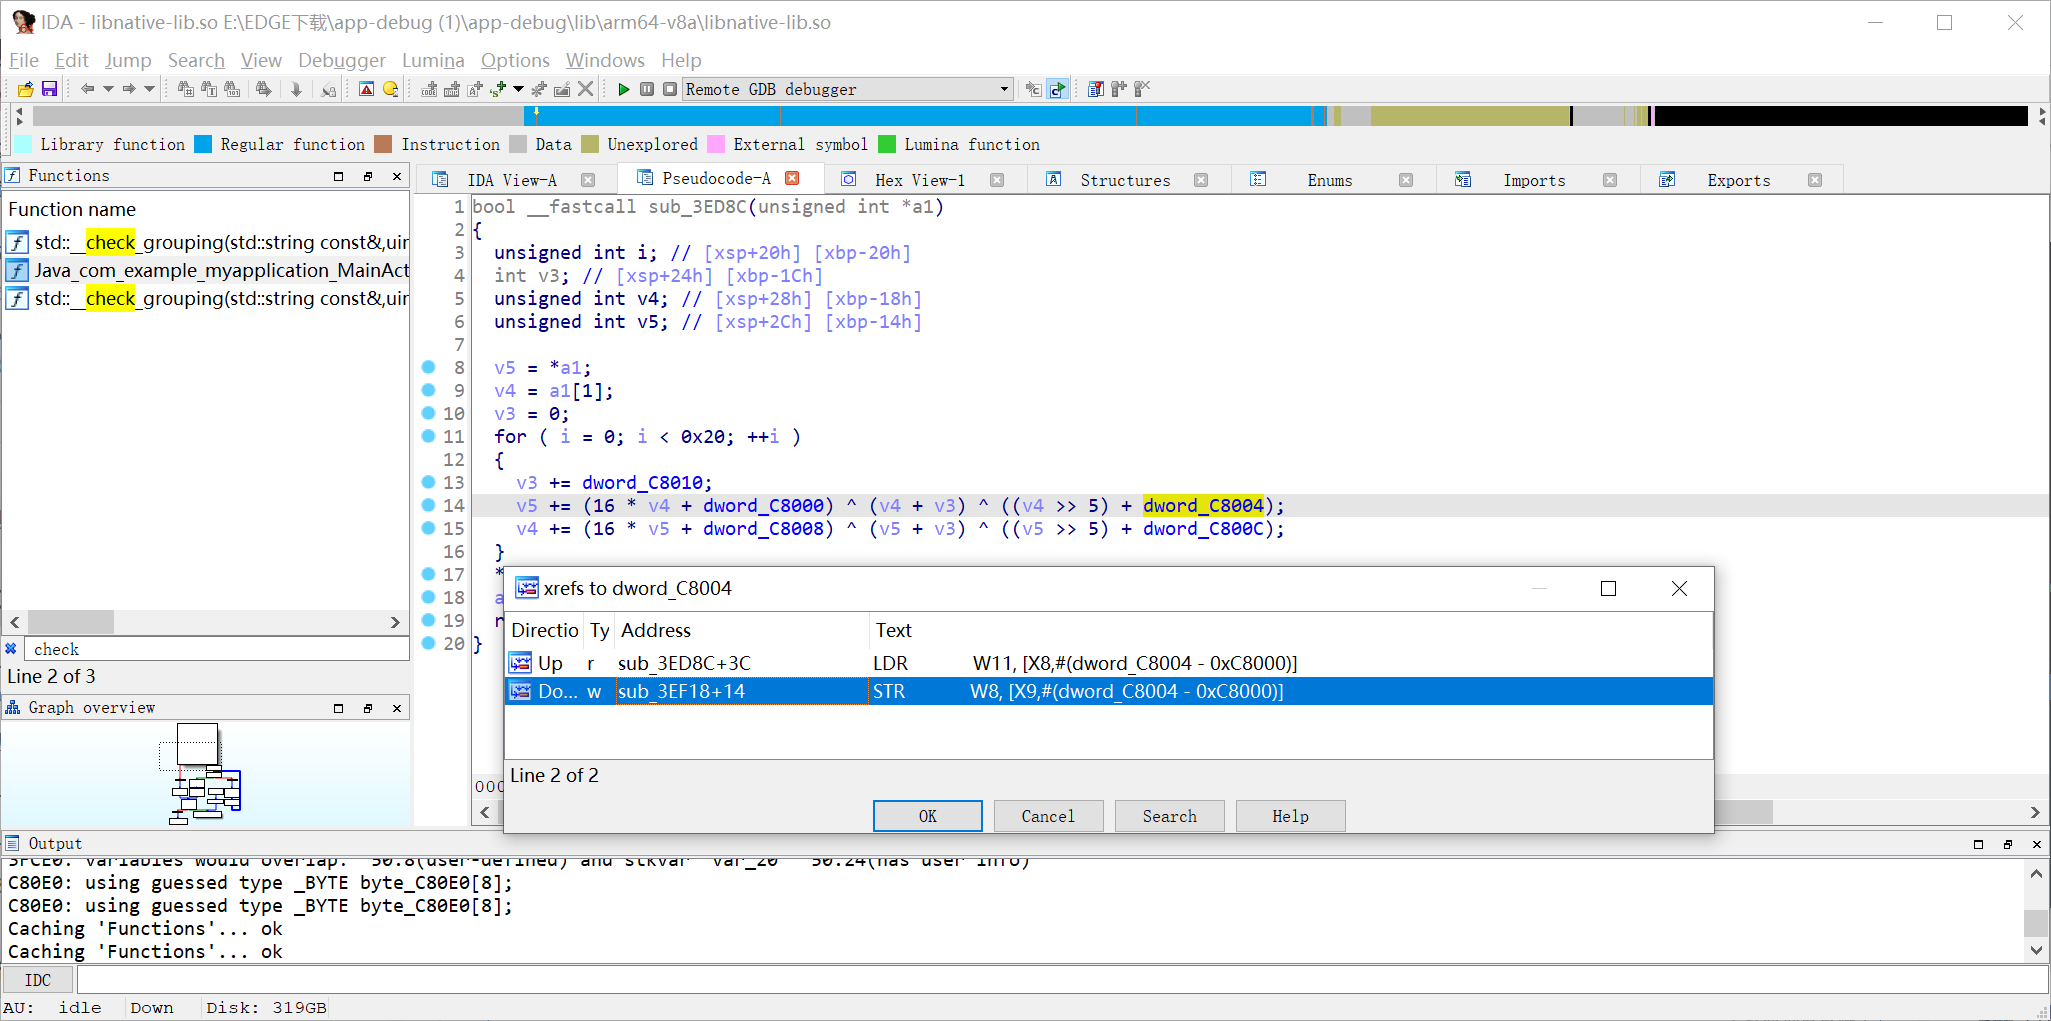 IDA - libnative-lib.so E:\EDGE下载\app-debug (1)\app-debug\lib\arm64-v8a\libnative-lib.so
File Edit Jump Search View Debugger Lumina Options Windows Help
Remote GDB debugger
Library function Regular function Instruction Data Unexplored External symbol Lumina function
Functions
IDA View-A Pseudocode-A Hex View-1 Structures Enums Imports Exports
Function name
std::__check_grouping(std::string const&,uir
Java_com_example_myapplication_MainAct
std::__check_grouping(std::string const&,uir
check
Line 2 of 3
Graph overview
1 bool __fastcall sub_3ED8C(unsigned int *a1)
2 {
3 unsigned int i; // [xsp+20h] [xbp-20h]
4 int v3; // [xsp+24h] [xbp-1Ch]
5 unsigned int v4; // [xsp+28h] [xbp-18h]
6 unsigned int v5; // [xsp+2Ch] [xbp-14h]
7
8 v5 = *a1;
9 v4 = a1[1];
10 v3 = 0;
11 for ( i = 0; i < 0x20; ++i )
12 {
13 v3 += dword_C8010;
14 v5 += (16 * v4 + dword_C8000) ^ (v4 + v3) ^ ((v4 >> 5) + dword_C8004);
15 v4 += (16 * v5 + dword_C8008) ^ (v5 + v3) ^ ((v5 >> 5) + dword_C800C);
16 }
17 *
18 a
19 r
20 }
000
xrefs to dword_C8004
Directio Ty Address Text
Up r sub_3ED8C+3C LDR W11, [X8,#(dword_C8004 - 0xC8000)]
Do... w sub_3EF18+14 STR W8, [X9,#(dword_C8004 - 0xC8000)]
Line 2 of 2
OK Cancel Search Help
Output
3FCE0: variables would overlap: ^30.8(user-defined) and stkvar "var_20" ^30.24(has user info)
C80E0: using guessed type _BYTE byte_C80E0[8];
C80E0: using guessed type _BYTE byte_C80E0[8];
Caching 'Functions'... ok
Caching 'Functions'... ok
IDC
AU: idle Down Disk: 319GB